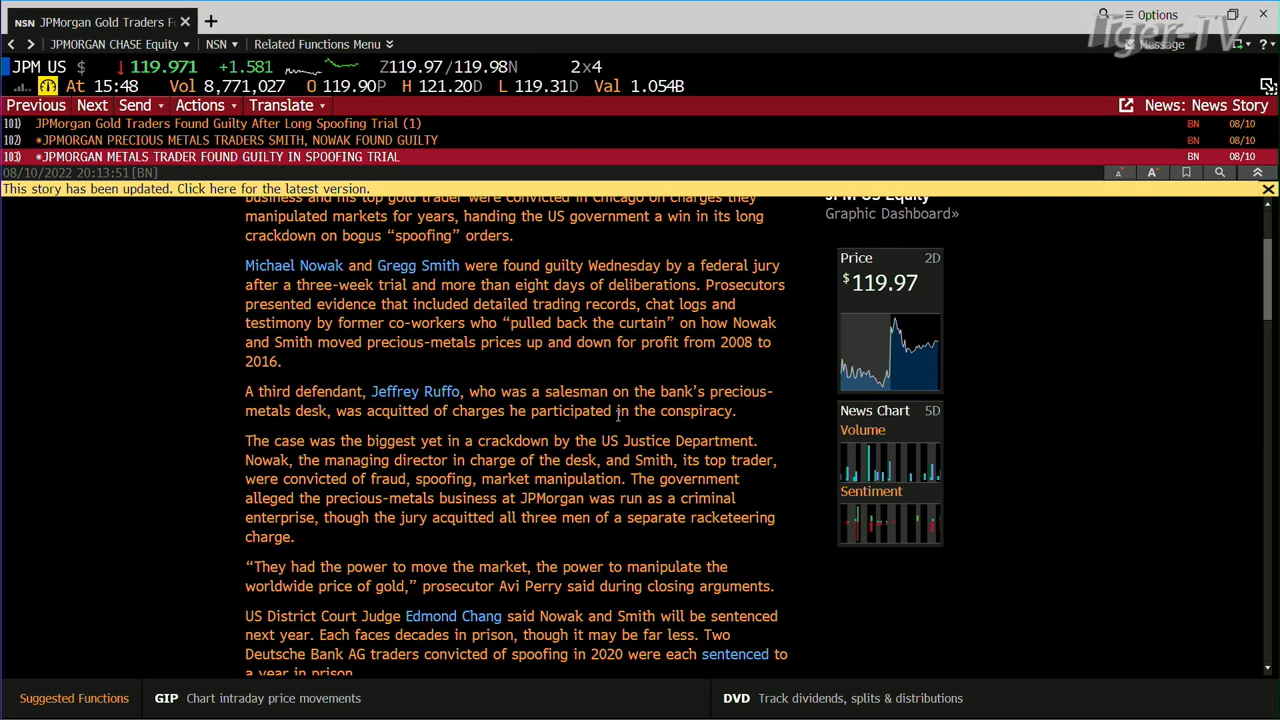 NSN JPMorgan Gold Traders F
Options
JPMORGAN CHASE Equity NSN Related Functions Menu
Message
Tiger-TV
JPM US $ 119.971 +1.581 Z119.97/119.98N 2x4
At 15:48 Vol 8,771,027 O 119.90P H 121.20D L 119.31D Val 1.054B
Previous Next Send Actions Translate News: News Story
101) JPMorgan Gold Traders Found Guilty After Long Spoofing Trial (1) BN 08/10
102) *JPMORGAN PRECIOUS METALS TRADERS SMITH, NOWAK FOUND GUILTY BN 08/10
103) *JPMORGAN METALS TRADER FOUND GUILTY IN SPOOFING TRIAL BN 08/10
08/10/2022 20:13:51[BN]
This story has been updated. Click here for the latest version.
business and his top gold trader were convicted in Chicago on charges they
manipulated markets for years, handing the US government a win in its long
crackdown on bogus “spoofing” orders.
Michael Nowak and Gregg Smith were found guilty Wednesday by a federal jury
after a three-week trial and more than eight days of deliberations. Prosecutors
presented evidence that included detailed trading records, chat logs and
testimony by former co-workers who “pulled back the curtain” on how Nowak
and Smith moved precious-metals prices up and down for profit from 2008 to
2016.
A third defendant, Jeffrey Ruffo, who was a salesman on the bank’s precious-
metals desk, was acquitted of charges he participated in the conspiracy.
The case was the biggest yet in a crackdown by the US Justice Department.
Nowak, the managing director in charge of the desk, and Smith, its top trader,
were convicted of fraud, spoofing, market manipulation. The government
alleged the precious-metals business at JPMorgan was run as a criminal
enterprise, though the jury acquitted all three men of a separate racketeering
charge.
“They had the power to move the market, the power to manipulate the
worldwide price of gold,” prosecutor Avi Perry said during closing arguments.
US District Court Judge Edmond Chang said Nowak and Smith will be sentenced
next year. Each faces decades in prison, though it may be far less. Two
Deutsche Bank AG traders convicted of spoofing in 2020 were each sentenced to
a year in prison
JPM US Equity
Graphic Dashboard»
Price 2D
$119.97
News Chart 5D
Volume
Sentiment
Suggested Functions GIP Chart intraday price movements DVD Track dividends, splits & distributions